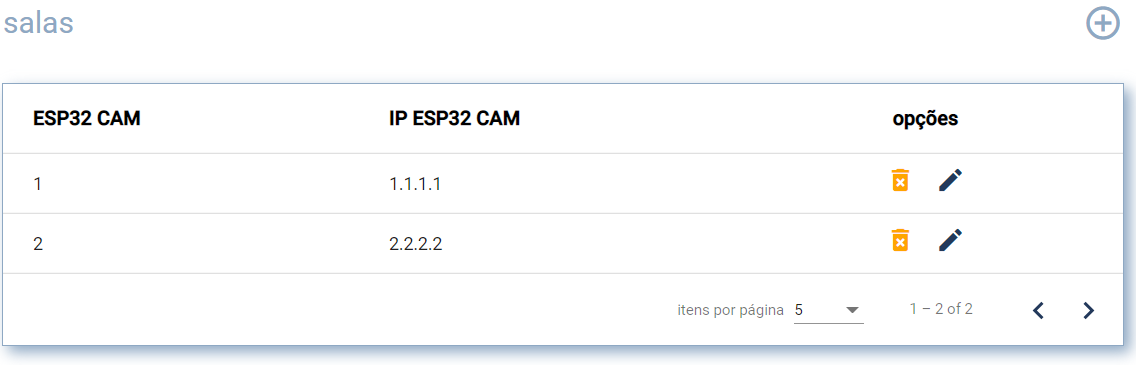 salas
ESP32 CAM IP ESP32 CAM opções
1 1.1.1.1
2 2.2.2.2
itens por página 5 1 – 2 of 2